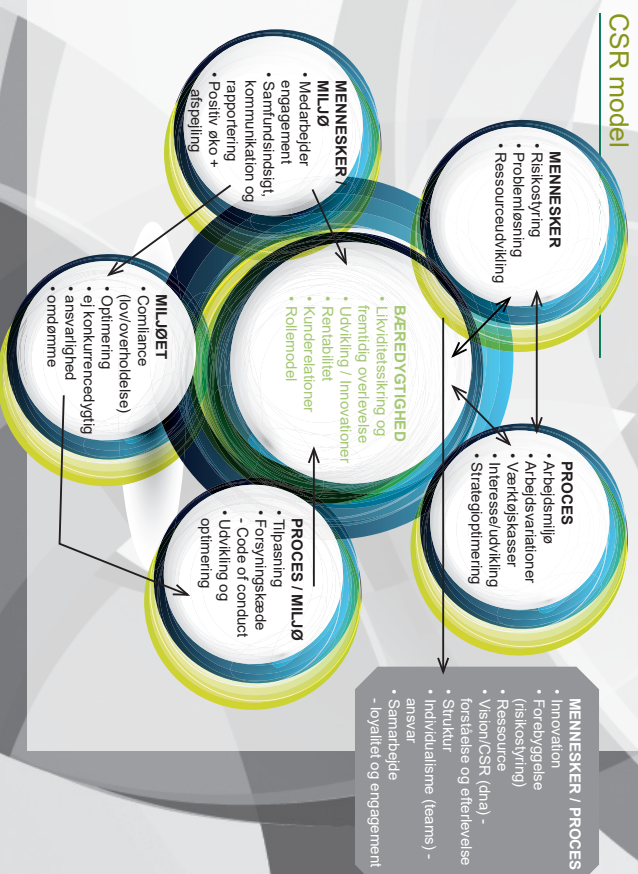 CSR model
MENNESKER
• Risikostyring
• Problemløsning
• Ressourceudvikling
PROCES
• Arbejdsmiljø
• Arbejdsvariationer
• Værktøjskasser
• Interesse/udvikling
• Strategioptimering
MENNESKER / PROCES
• Innovation
• Forebyggelse
(risikostyring)
• Ressource
• Vision/CSR (dna) -
forståelse og efterlevelse
• Struktur
• Individualisme (teams) -
ansvar
• Samarbejde
- loyalitet og engagement
BÆREDYGTIGHED
• Likviditetssikring og
fremtidig overlevelse
• Udvikling / Innovationer
• Rentabilitet
• Kunderelationer
• Rolemodel
MENNESKER /
MILJØ
• Medarbejder
engagement
• Samfundsindsigt,
kommunikation og
rapportering
• Positiv øko +
afspejling
MILJØET
• Comliance
(lov/overholdelse)
• Optimering
• ej konkurrencedygtig
• ansvarlighed
• omdømme
PROCES / MILJØ
• Tilpasning
• Forsyningskæde
- Code of conduct
• Udvikling og
optimering